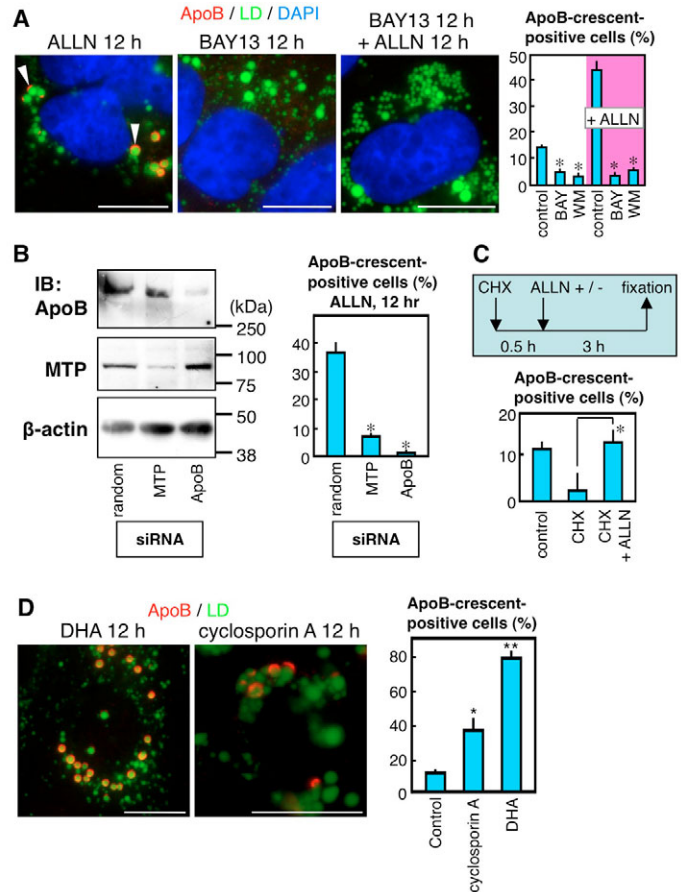 A
ApoB / LD / DAPI
ALLN 12 h
BAY13 12 h
BAY13 12 h
+ ALLN 12 h
ApoB-crescent-
positive cells (%)
50
40
30
20
10
0
+ ALLN
control
BAY
WM
control
BAY
WM
* * * *
B
IB:
ApoB
MTP
β-actin
(kDa)
250
100
75
50
38
random
MTP
ApoB
siRNA
ApoB-crescent-
positive cells (%)
ALLN, 12 hr
40
30
20
10
0
* *
random
MTP
ApoB
siRNA
C
CHX
ALLN + / -
fixation
0.5 h
3 h
ApoB-crescent-
positive cells (%)
20
10
0
*
control
CHX
CHX
+ ALLN
D
ApoB / LD
DHA 12 h
cyclosporin A 12 h
ApoB-crescent-
positive cells (%)
80
60
40
20
0
*
**
Control
cyclosporin A
DHA